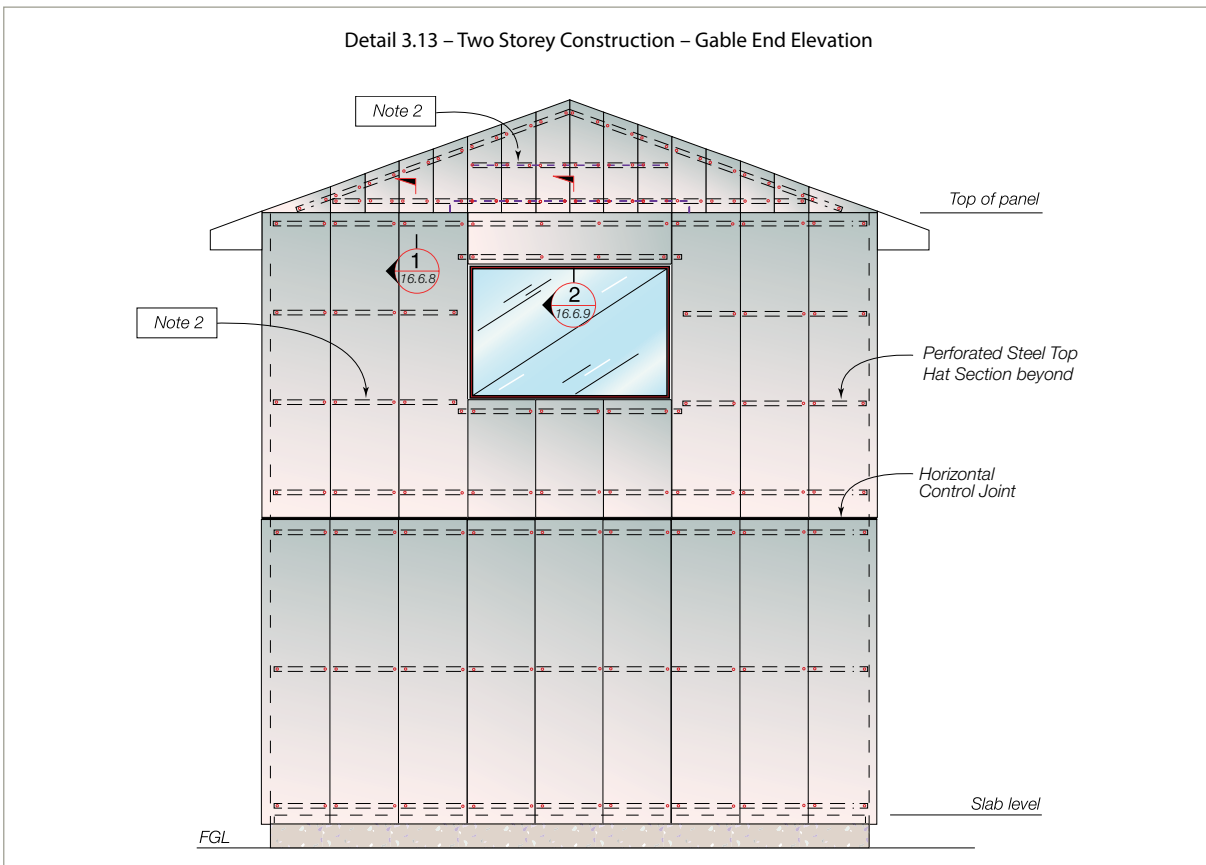 Detail 3.13 – Two Storey Construction – Gable End Elevation
Note 2
Top of panel
1
16.6.8
2
16.6.9
Note 2
Perforated Steel Top
Hat Section beyond
Horizontal
Control Joint
Slab level
FGL